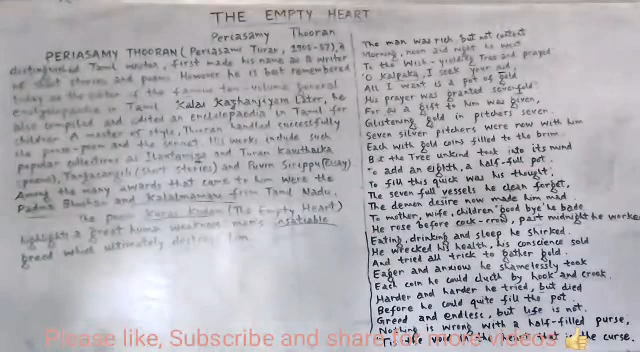 THE EMPTY HEART
Periasamy Thooran
PERIASAMY THOORAN (Periasami Turan, 1908-87), a
distinguished Tamil writer, first made his name as a writer
of short stories and poems. However he is best remembered
today as the editor of the famous ten-volume general
encyclopaedia in Tamil Kalai Kazhanjiyam Later, he
also compiled and edited an encyclopaedia in Tamil for
children A master of style, Thooran handled successfully
the prose-poem and the sonnet His works include such
popular collections as and Turan Kavithaika
(poems), (short stories) and (Essay)
Among the many awards that came to him were the
Padma Bhushan and Kalaimamani from Tamil Nadu.
The poem Kurai Kudam (The Empty Heart)
highlights a great human weakness man's insatiable
greed which ultimately destroy him
The man was rich, but not content
Morning, noon and night he went
To the Wish-yielding Tree and prayed
'O Kalpaka, I seek your aid,
All I want is a pot of gold
His prayer was granted sevenfold
For as a gift to him was given,
Glistening gold in pitchers seven.
Seven silver pitchers were now with him
Each with gold coins filled to the brim.
But the Tree unkind took into its mind
To add an eighth, a half-full pot.
To fill this quick was his thought,
The seven full vessels he clean forget,
The demon desire now made him mad.
To mother, wife, children 'good bye' he bade
He rose before cock-crow, past midnight he worke
Eating, drinking and sleep he shirked.
He wrecked his health, his conscience sold
And tried all trick to gather gold.
Eager and anxious he shamelessly took
Each coin he could clutch by hook and crook.
Harder and harder he tried, but died
Before he could quite fill the pot.
Greed and endless, but life is not.
Nothing is wrong with a half-filled purse,
the void in the heart that is the curse.
Please like, Subscribe and share for more videos 👍